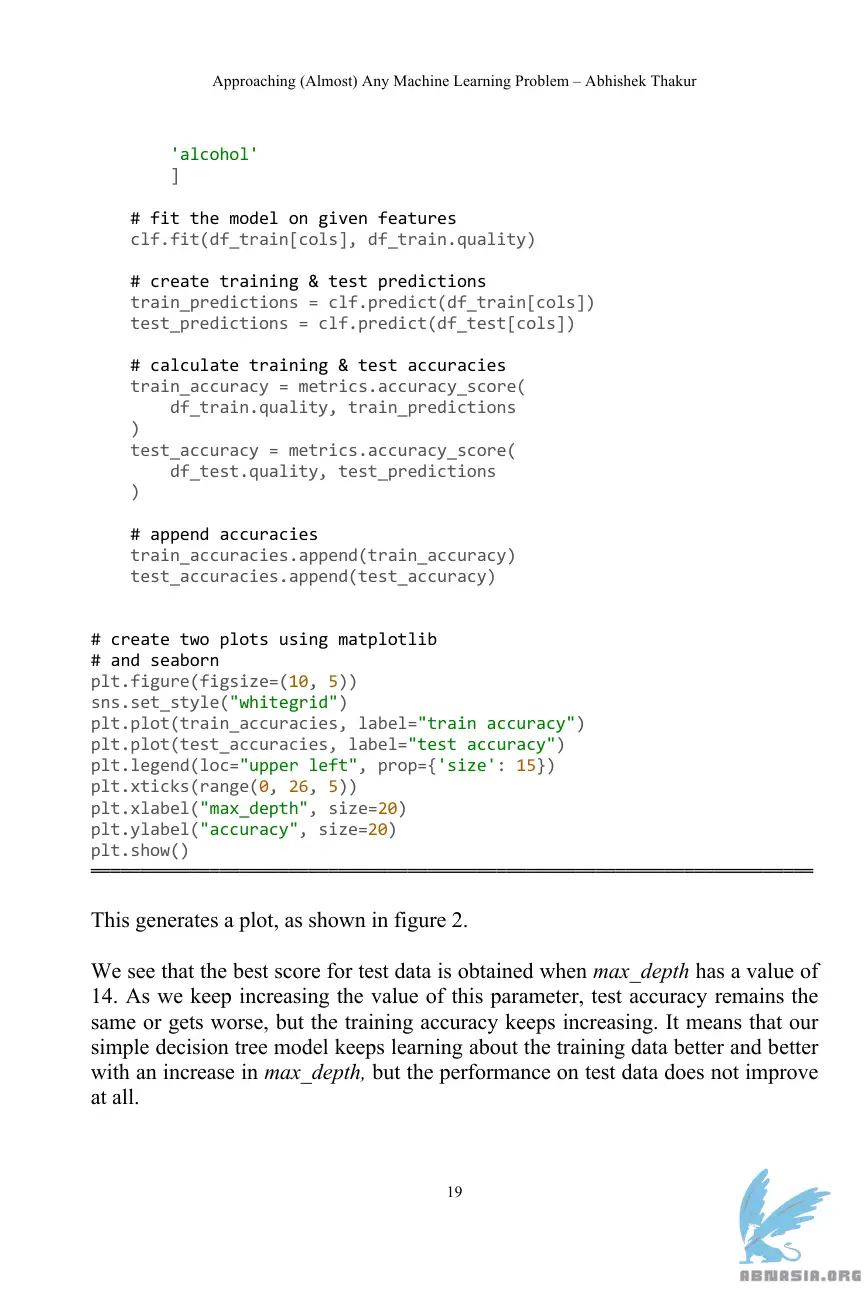 Approaching (Almost) Any Machine Learning Problem – Abhishek Thakur
        'alcohol'
        ]
    # fit the model on given features
    clf.fit(df_train[cols], df_train.quality)
    # create training & test predictions
    train_predictions = clf.predict(df_train[cols])
    test_predictions = clf.predict(df_test[cols])
    # calculate training & test accuracies
    train_accuracy = metrics.accuracy_score(
        df_train.quality, train_predictions
    )
    test_accuracy = metrics.accuracy_score(
        df_test.quality, test_predictions
    )
    # append accuracies
    train_accuracies.append(train_accuracy)
    test_accuracies.append(test_accuracy)
# create two plots using matplotlib
# and seaborn
plt.figure(figsize=(10, 5))
sns.set_style("whitegrid")
plt.plot(train_accuracies, label="train accuracy")
plt.plot(test_accuracies, label="test accuracy")
plt.legend(loc="upper left", prop={'size': 15})
plt.xticks(range(0, 26, 5))
plt.xlabel("max_depth", size=20)
plt.ylabel("accuracy", size=20)
plt.show()
This generates a plot, as shown in figure 2.
We see that the best score for test data is obtained when max_depth has a value of
14. As we keep increasing the value of this parameter, test accuracy remains the
same or gets worse, but the training accuracy keeps increasing. It means that our
simple decision tree model keeps learning about the training data better and better
with an increase in max_depth, but the performance on test data does not improve
at all.
19
ABNASIA.ORG